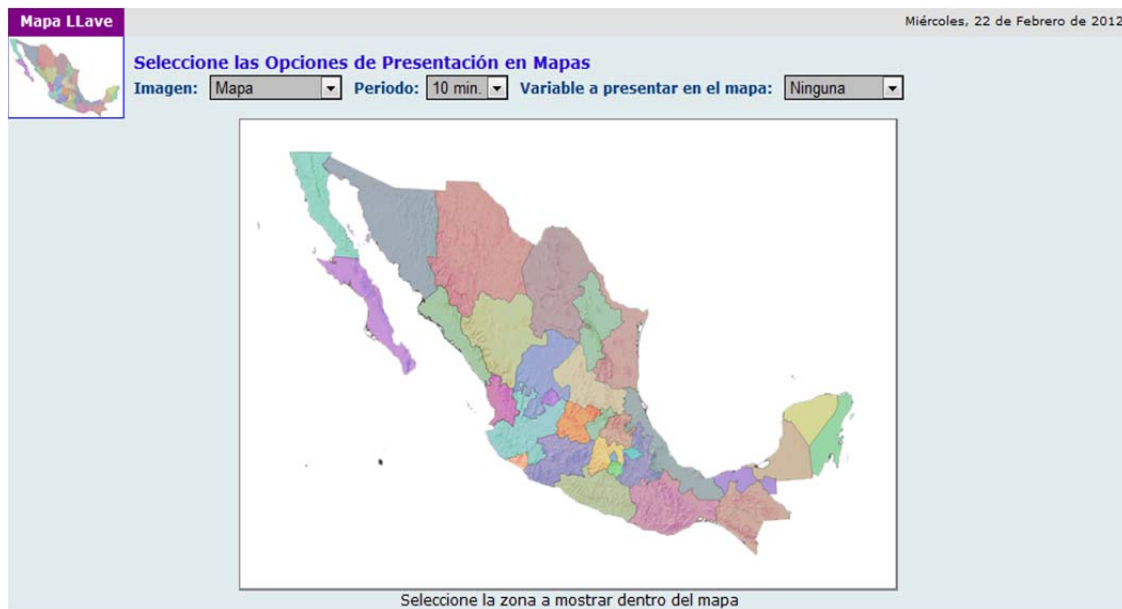 Mapa LLave
Miércoles, 22 de Febrero de 2012
Seleccione las Opciones de Presentación en Mapas
Imagen: Mapa Periodo: 10 min. Variable a presentar en el mapa: Ninguna
Seleccione la zona a mostrar dentro del mapa